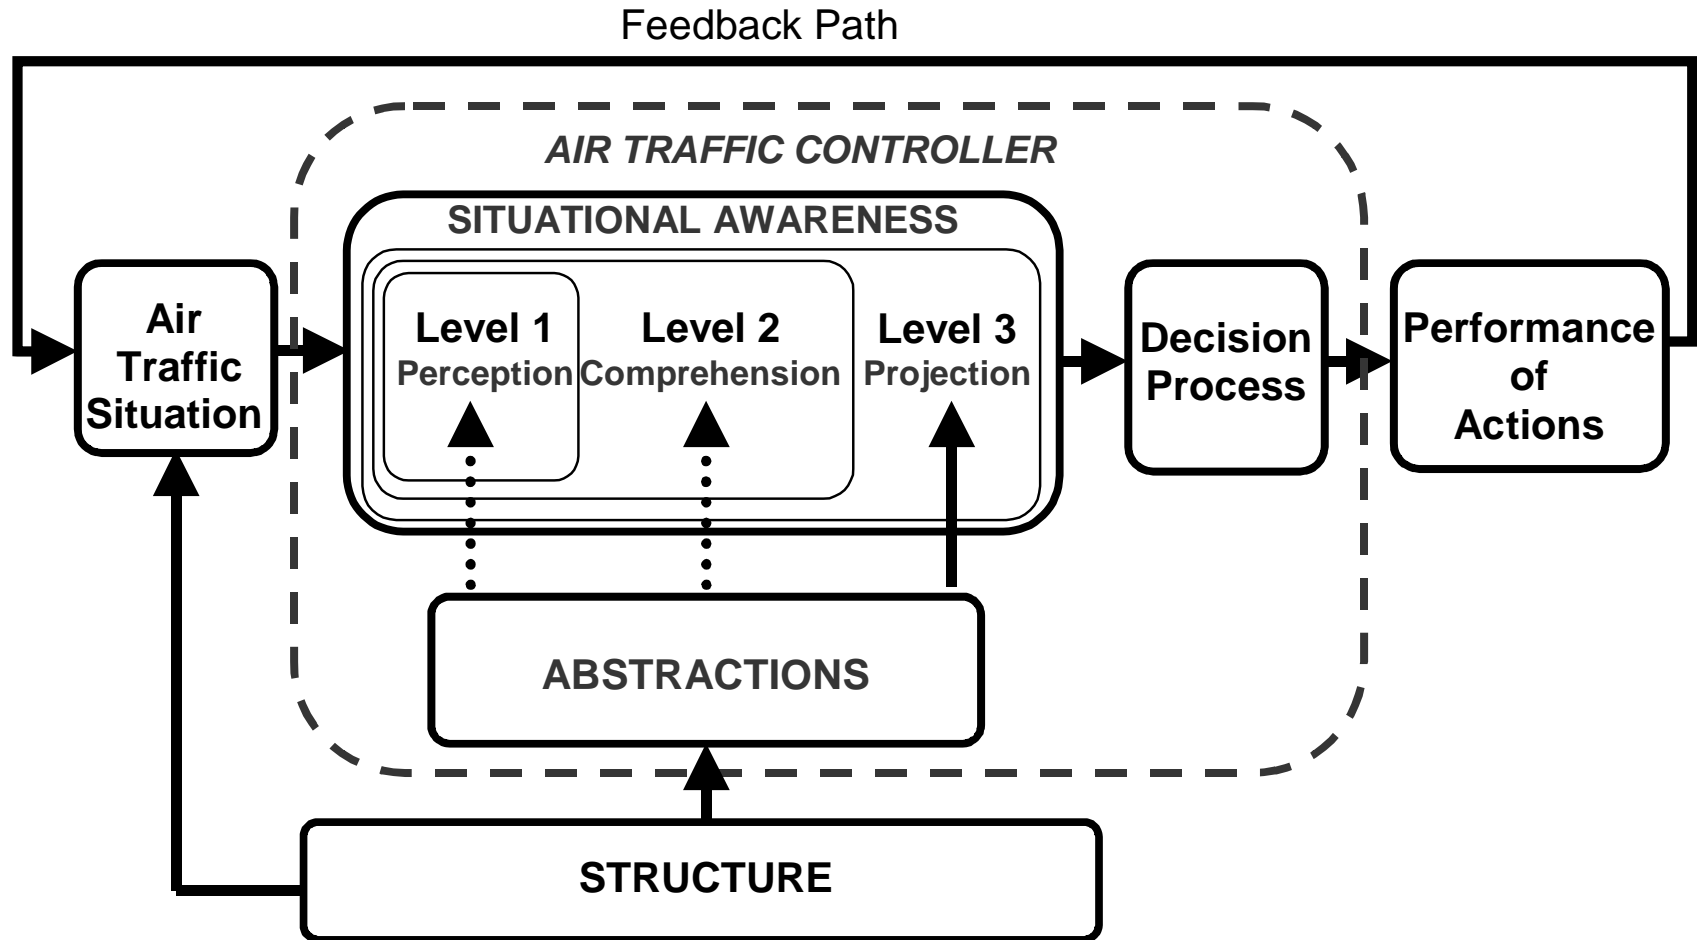 Feedback Path
AIR TRAFFIC CONTROLLER
SITUATIONAL AWARENESS
Air
Traffic
Situation
Level 1
Perception
Level 2
Comprehension
Level 3
Projection
Decision
Process
Performance
of
Actions
ABSTRACTIONS
STRUCTURE